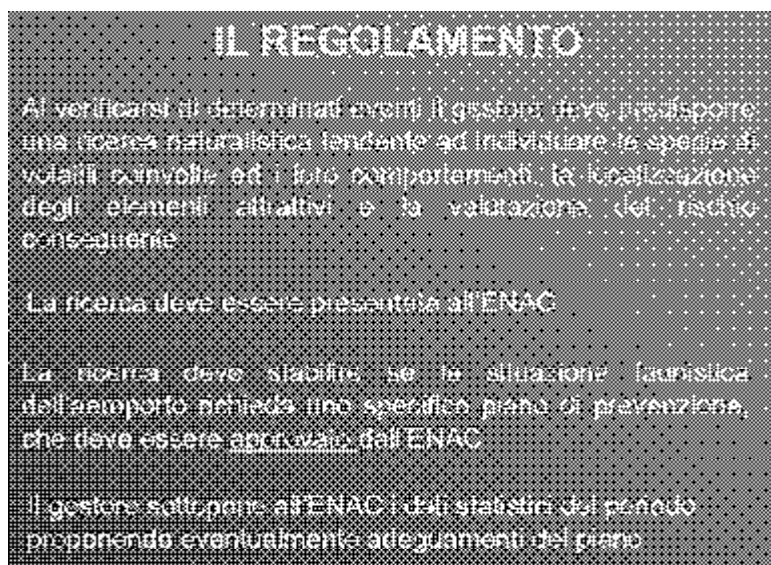 IL REGOLAMENTO
Al verificarsi di determinati eventi il gestore deve predisporre
una ricerca naturalistica tendente ad individuare le specie di
volatili coinvolte ed i loro comportamenti, la localizzazione
degli elementi attrattivi e la valutazione del rischio
conseguente
La ricerca deve essere presentata all'ENAC
La ricerca deve stabilire se la situazione faunistica
dell'aeroporto richieda uno specifico piano di prevenzione,
che deve essere approvato dall'ENAC
Il gestore sottopone all'ENAC i dati statistici del periodo
proponendo eventualmente adeguamenti del piano